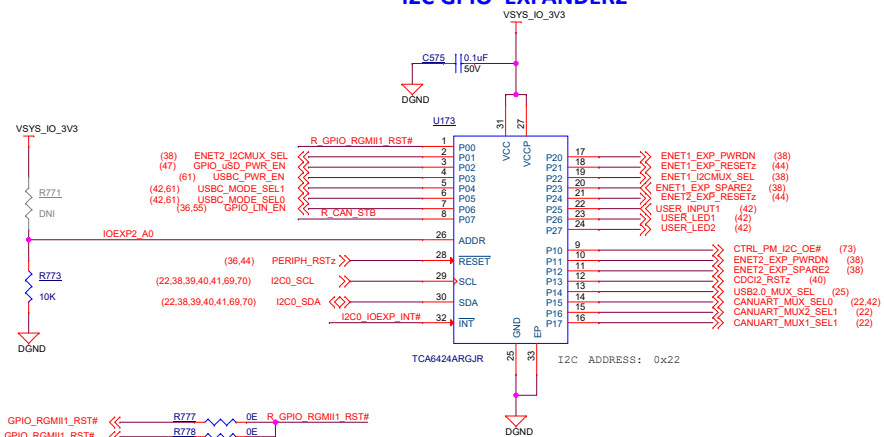 I2C GPIO EXPANDER2
VSYS_IO_3V3
C575 0.1uF
50V
DGND
VSYS_IO_3V3
U173
31 27
VCC VCCP
R_GPIO_RGMII1_RST# 1 P00
(38) ENET2_I2CMUX_SEL 2 P01
(47) GPIO_uSD_PWR_EN 3 P02
(61) USBC_PWR_EN 4 P03
(42,61) USBC_MODE_SEL1 5 P04
(42,61) USBC_MODE_SEL0 6 P05
(36,55) GPIO_LIN_EN 7 P06
R_CAN_STB 8 P07
P20 17 ENET1_EXP_PWRDN (38)
P21 18 ENET1_EXP_RESETz (44)
P22 19 ENET1_I2CMUX_SEL (38)
P23 20 ENET1_EXP_SPARE2 (38)
P24 21 ENET2_EXP_RESETz (44)
P25 22 USER_INPUT1 (42)
P26 23 USER_LED1 (42)
P27 24 USER_LED2 (42)
R771
DNI
IOEXP2_A0 26 ADDR
(36,44) PERIPH_RSTz 28 RESET
R773
10K
(22,38,39,40,41,69,70) I2C0_SCL 29 SCL
(22,38,39,40,41,69,70) I2C0_SDA 30 SDA
I2C0_IOEXP_INT# 32 INT
P10 9 CTRL_PM_I2C_OE# (73)
P11 10 ENET2_EXP_PWRDN (38)
P12 11 ENET2_EXP_SPARE2 (38)
P13 12 CDCI2_RSTz (40)
P14 13 USB2.0_MUX_SEL (25)
P15 14 CANUART_MUX_SEL0 (22,42)
P16 15 CANUART_MUX2_SEL1 (22)
P17 16 CANUART_MUX1_SEL1 (22)
DGND
GND EP
25 33
TCA6424ARGJR
I2C ADDRESS: 0x22
DGND
GPIO_RGMII1_RST# R777 0E R_GPIO_RGMII1_RST#
GPIO_RGMII1_RST# R778 0E